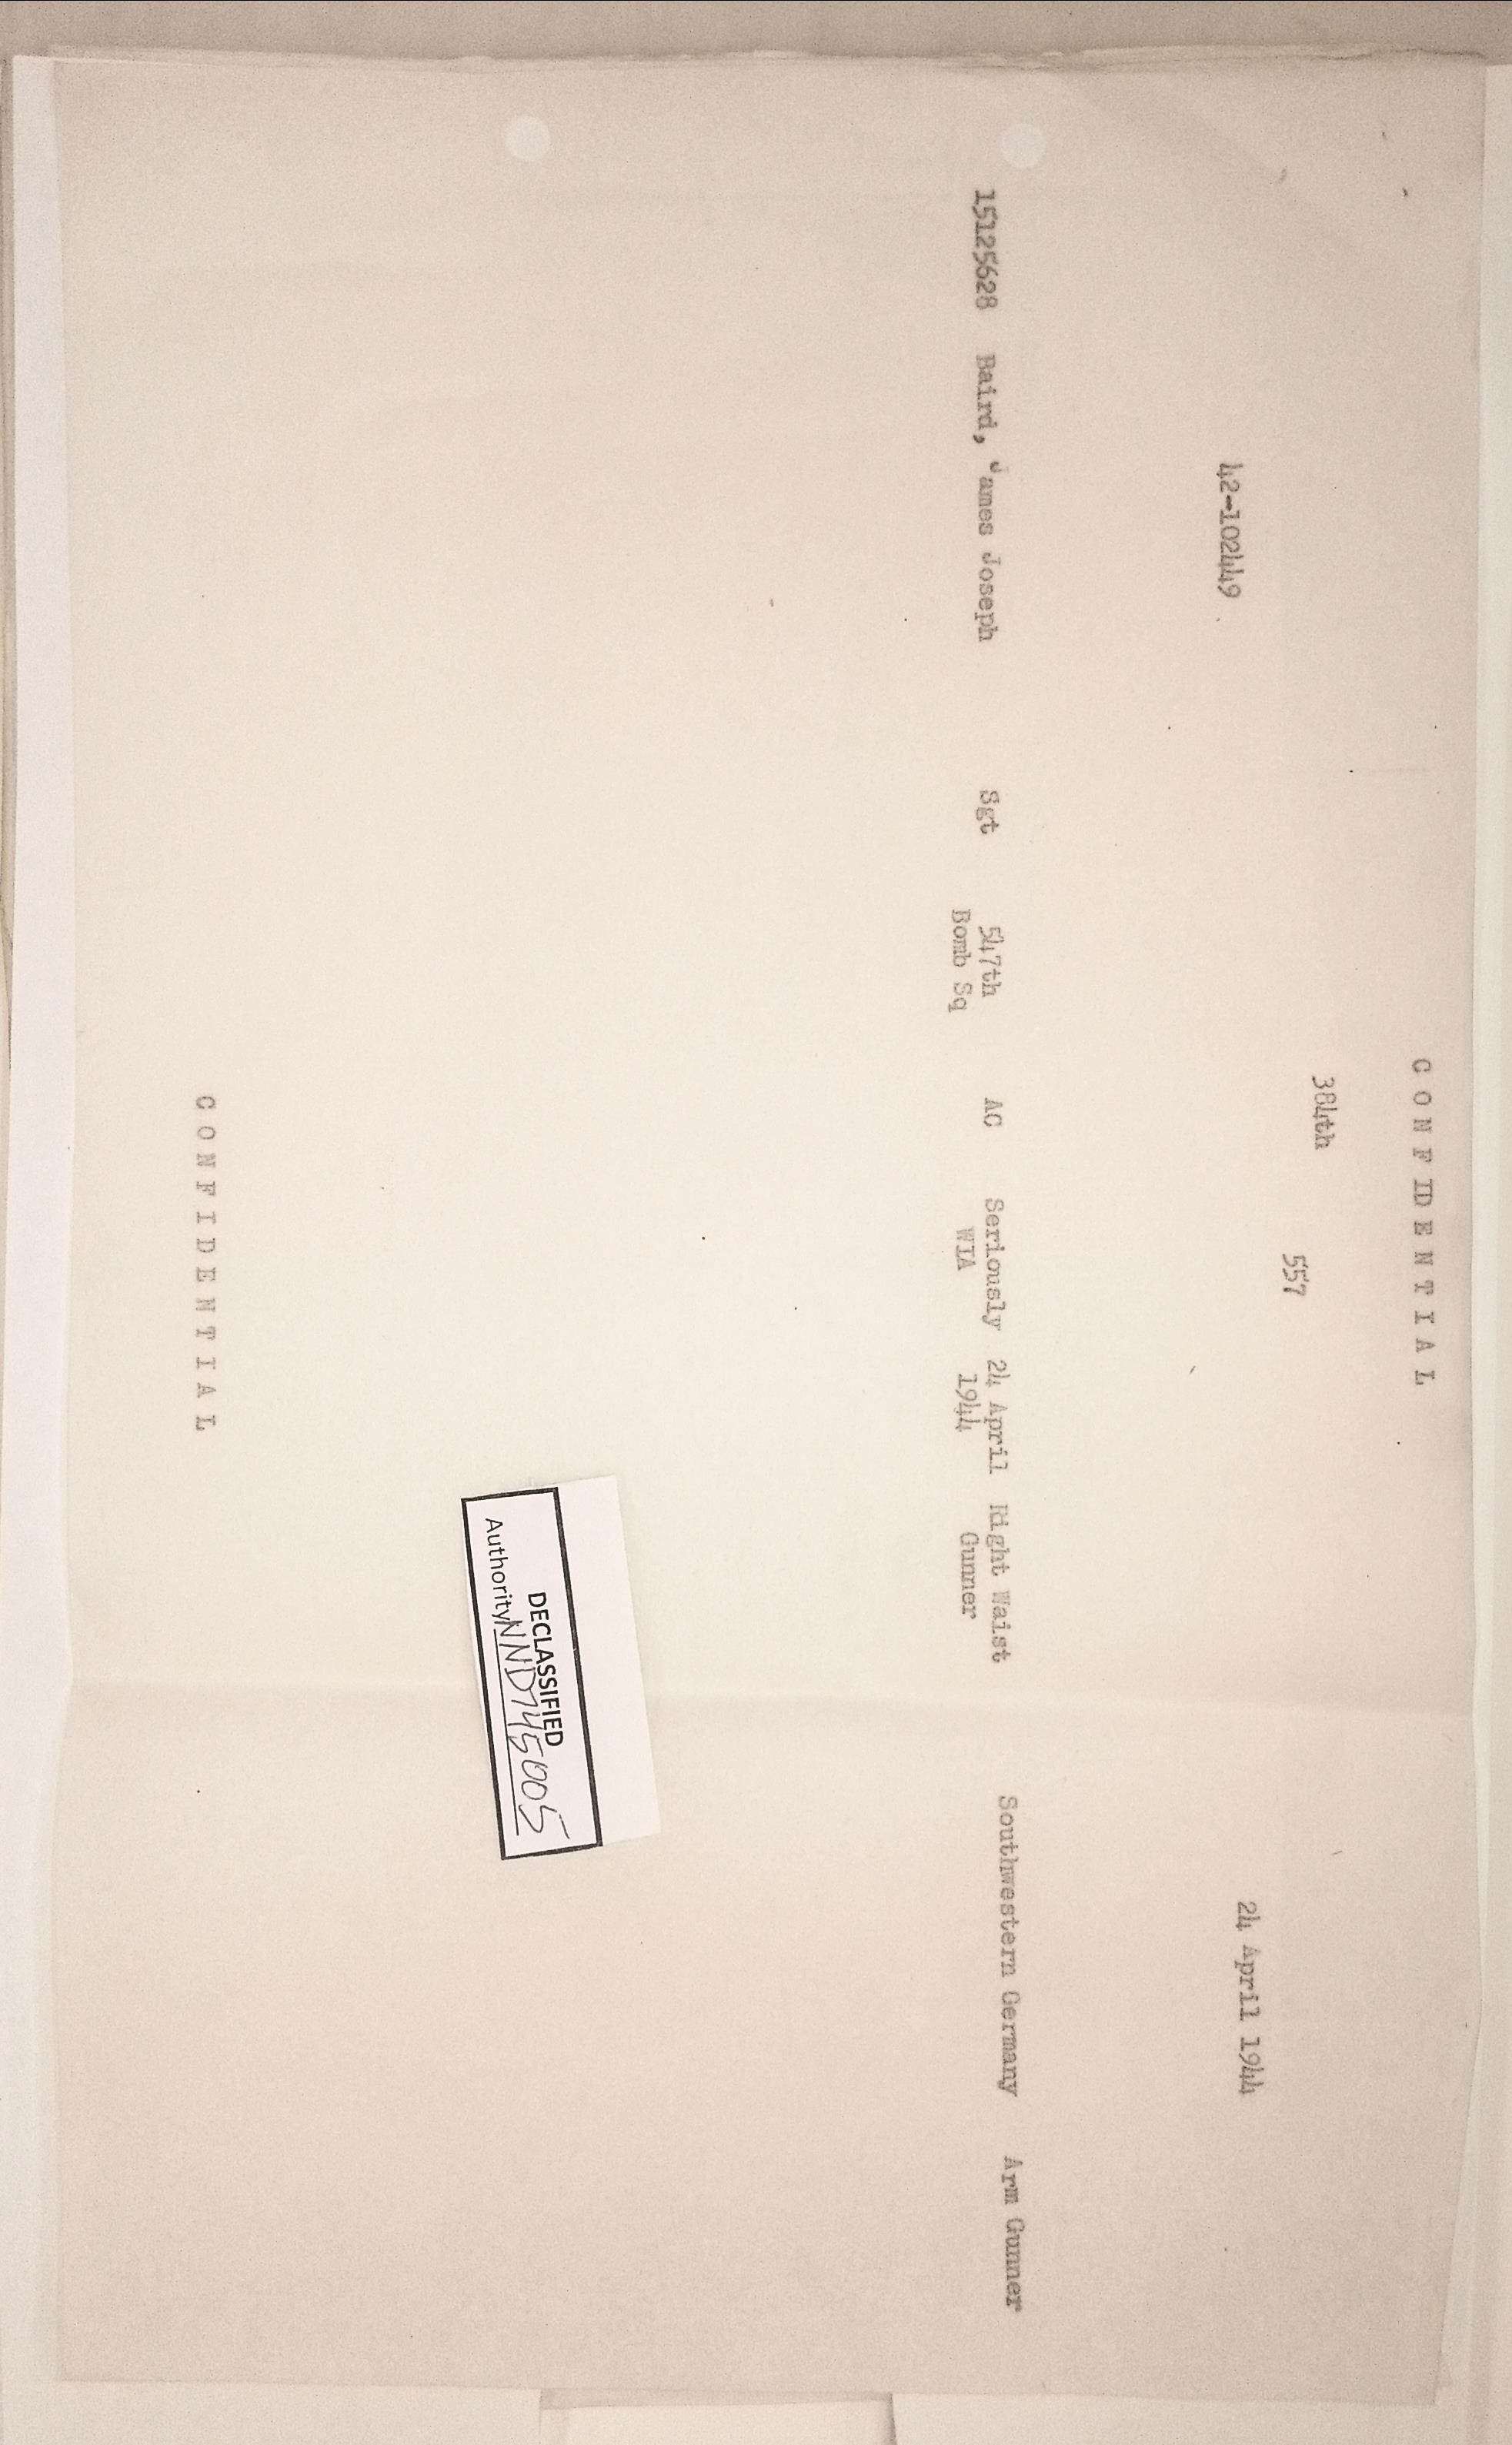 C O N F ID E N T I A L
384th
557
42-102449
24 April 1944
15125628 Baird, James Joseph Sgt 547th AC Seriously 24 April Right Waist Southwestern Germany Arm Gunner
Bomb Sq WIA 1944 Gunner
DECLASSIFIED
Authority NND745005
C O N F I D E N T I A L